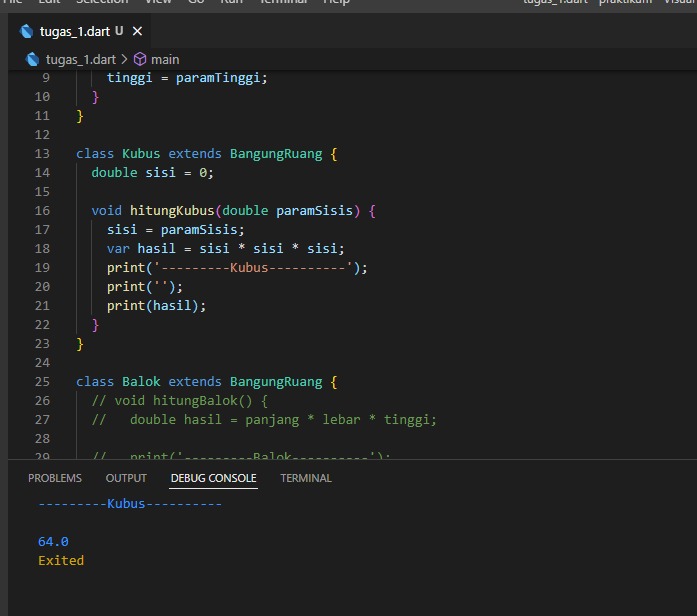 File Edit Selection View Go Run Terminal Help tugas_1.dart - praktikum - Visual
tugas_1.dart U ×
tugas_1.dart > main
9 tinggi = paramTinggi;
10 }
11 }
12
13 class Kubus extends BangungRuang {
14 double sisi = 0;
15
16 void hitungKubus(double paramSisis) {
17 sisi = paramSisis;
18 var hasil = sisi * sisi * sisi;
19 print('---------Kubus----------');
20 print('');
21 print(hasil);
22 }
23 }
24
25 class Balok extends BangungRuang {
26 // void hitungBalok() {
27 // double hasil = panjang * lebar * tinggi;
28
29 // print('---------Balok----------');
PROBLEMS OUTPUT DEBUG CONSOLE TERMINAL
---------Kubus----------
64.0
Exited